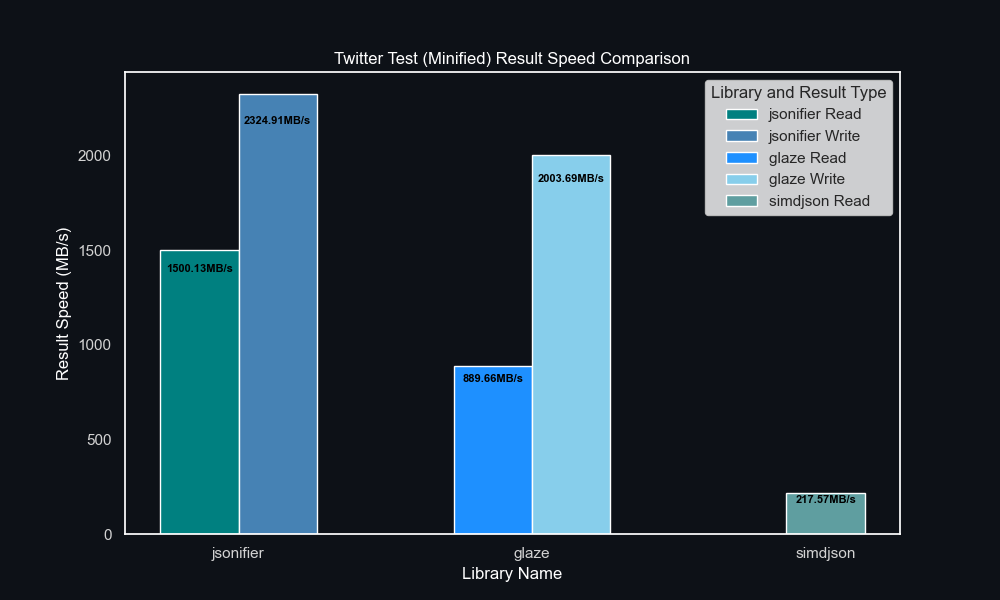 Twitter Test (Minified) Result Speed Comparison
Library and Result Type
jsonifier Read
jsonifier Write
glaze Read
glaze Write
simdjson Read
Result Speed (MB/s)
2000
1500
1000
500
0
2324.91MB/s
1500.13MB/s
2003.69MB/s
889.66MB/s
217.57MB/s
jsonifier
glaze
simdjson
Library Name